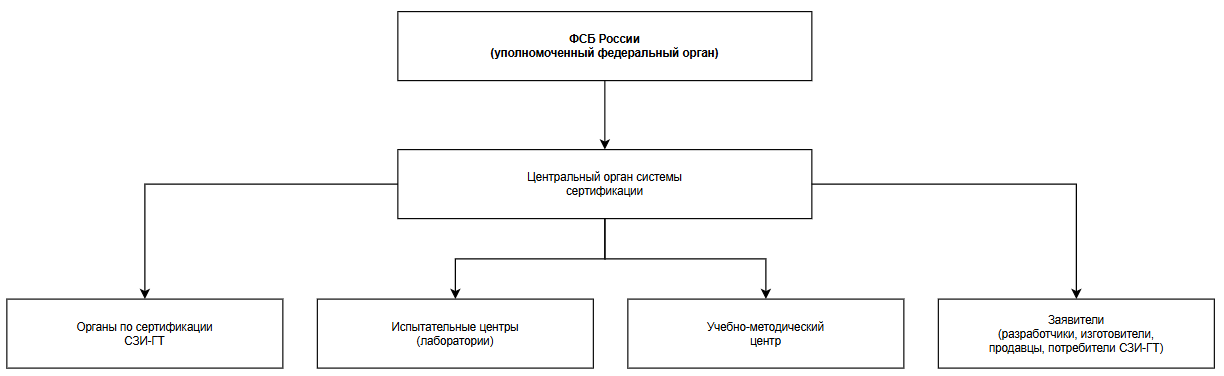 ФСБ России
(уполномоченный федеральный орган)
Центральный орган системы
сертификации
Органы по сертификации
СЗИ-ГТ
Испытательные центры
(лаборатории)
Учебно-методический
центр
Заявители
(разработчики, изготовители,
продавцы, потребители СЗИ-ГТ)